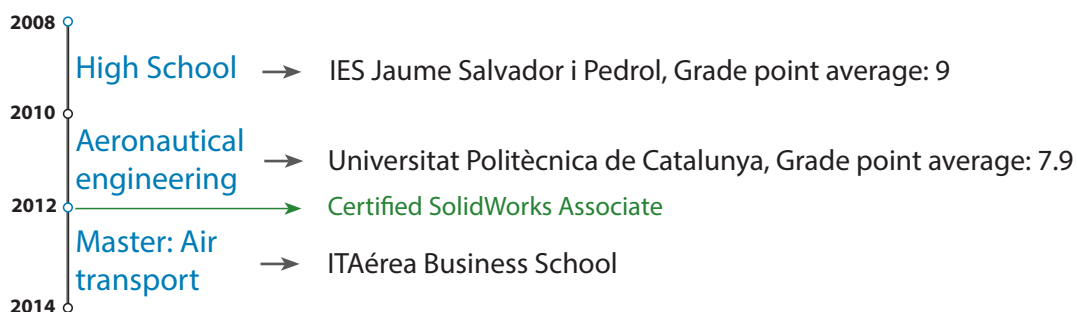 2008
High School → IES Jaume Salvador i Pedrol, Grade point average: 9
2010
Aeronautical
engineering → Universitat Politècnica de Catalunya, Grade point average: 7.9
2012 → Certified SolidWorks Associate
Master: Air
transport → ITAérea Business School
2014